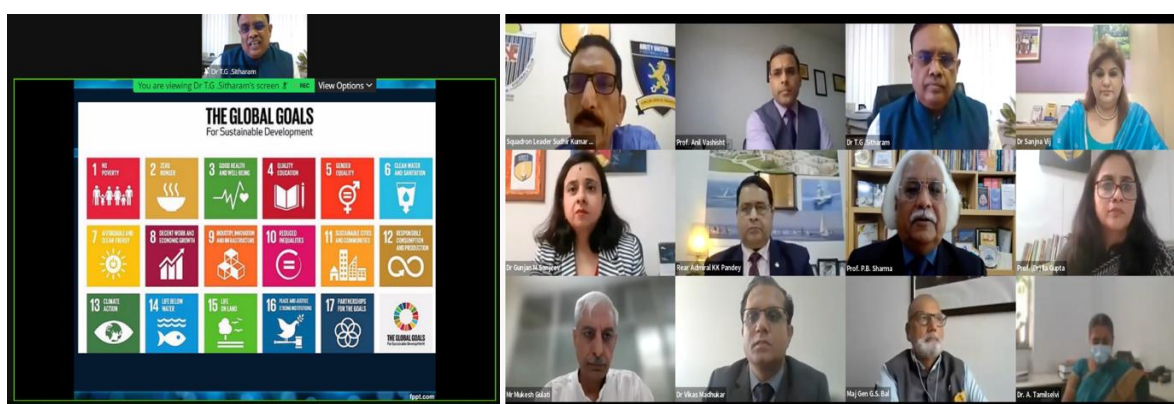 Dr T.G .Sitharam
You are viewing Dr T.G .Sitharam's screen
REC
View Options
THE GLOBAL GOALS
For Sustainable Development
1 NO
POVERTY
2 ZERO
HUNGER
3 GOOD HEALTH
AND WELL-BEING
4 QUALITY
EDUCATION
5 GENDER
EQUALITY
6 CLEAN WATER
AND SANITATION
7 AFFORDABLE AND
CLEAN ENERGY
8 DECENT WORK AND
ECONOMIC GROWTH
9 INDUSTRY, INNOVATION
AND INFRASTRUCTURE
10 REDUCED
INEQUALITIES
11 SUSTAINABLE CITIES
AND COMMUNITIES
12 RESPONSIBLE
CONSUMPTION
AND PRODUCTION
13 CLIMATE
ACTION
14 LIFE BELOW
WATER
15 LIFE
ON LAND
16 PEACE AND JUSTICE
STRONG INSTITUTIONS
17 PARTNERSHIPS
FOR THE GOALS
THE GLOBAL GOALS
For Sustainable Development
fppt.com
Squadron Leader Sudhir Kumar ...
Prof. Anil Vashisht
Dr T.G .Sitharam
Dr Sanjna Vij
Dr Gunjan M Sanjeev
Rear Admiral KK Pandey
Prof. P.B. Sharma
Prof. Gupta
Mr Mukesh Gulati
Dr Vikas Madhukar
Maj Gen G.S. Bal
Dr. A. Tamilselvi